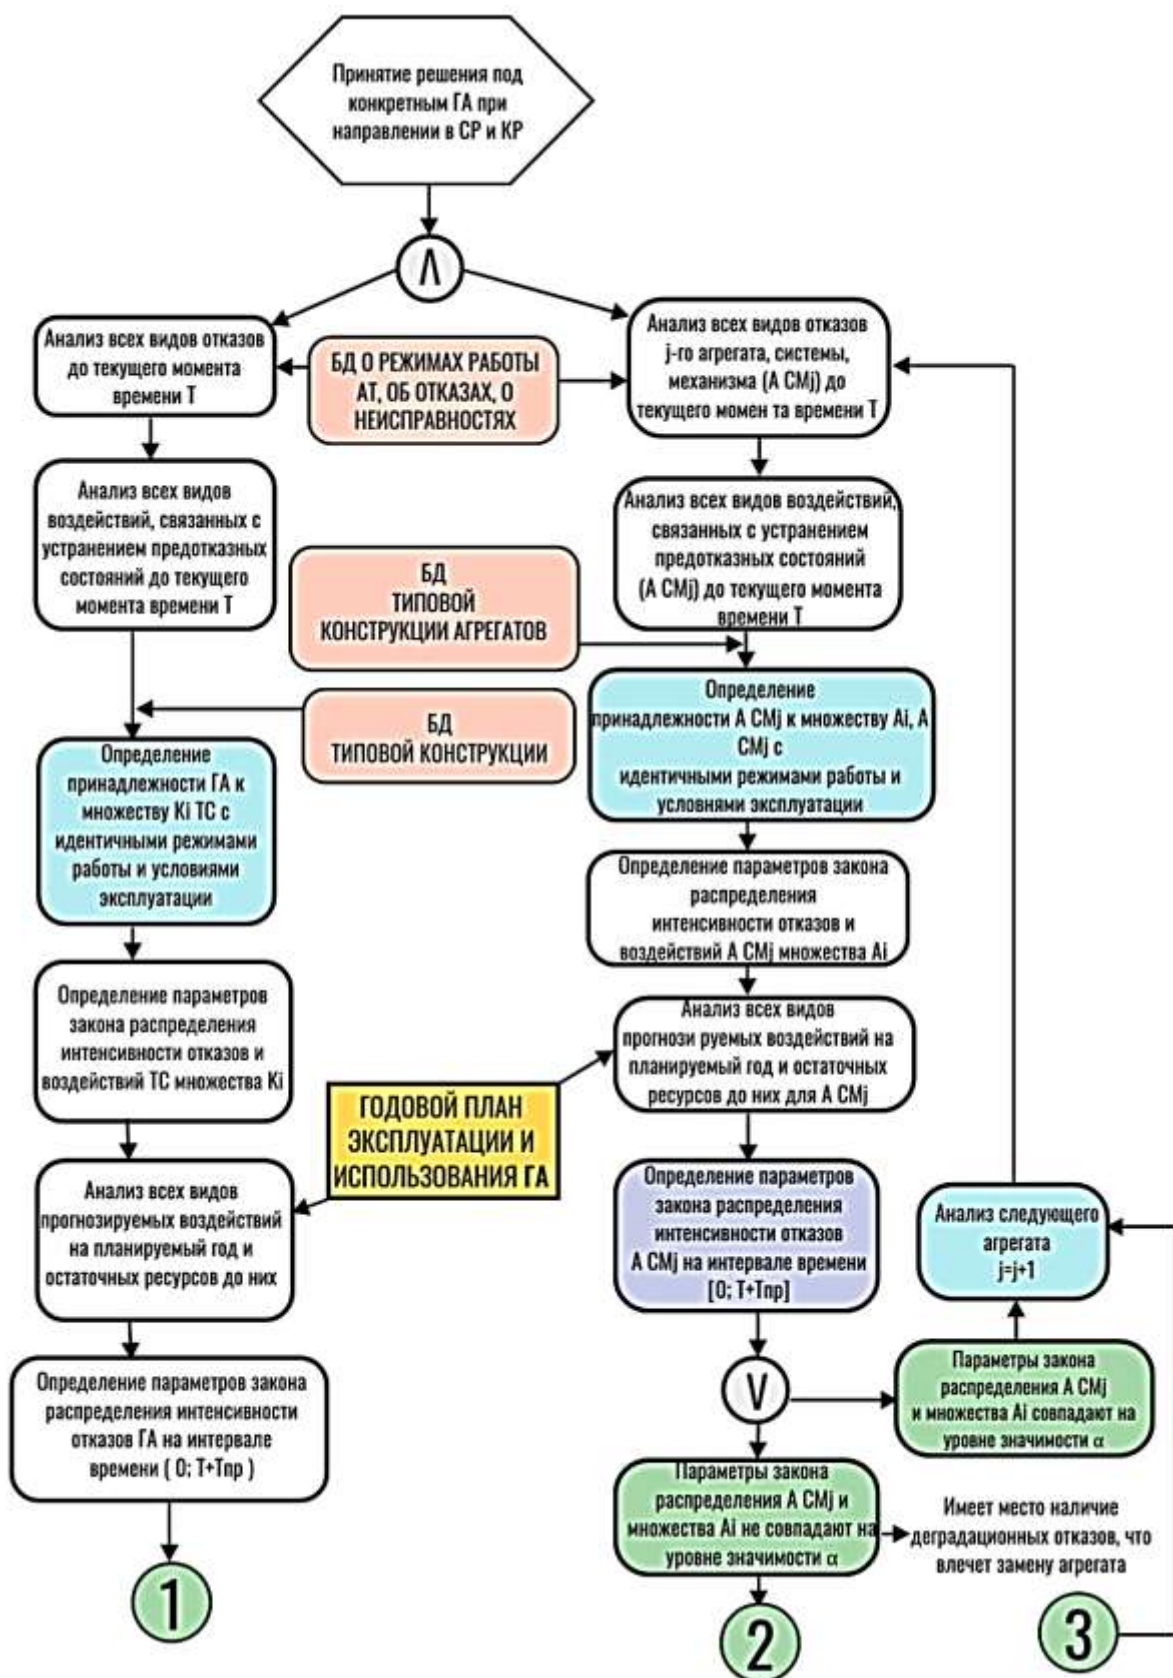 Принятие решения под
конкретным ГА при
направлении в СР и КР
Λ
Анализ всех видов отказов
до текущего момента
времени Т
БД О РЕЖИМАХ РАБОТЫ
АТ, ОБ ОТКАЗАХ, О
НЕИСПРАВНОСТЯХ
Анализ всех видов отказов
j-го агрегата, системы,
механизма (А СМj) до
текущего момен та времени Т
Анализ всех видов
воздействий, связанных с
устранением предотказных
состояний до текущего
момента времени Т
Анализ всех видов воздействий,
связанных с устранением
предотказных состояний
(А СМj) до текущего момента
времени Т
БД
ТИПОВОЙ
КОНСТРУКЦИИ АГРЕГАТОВ
БД
ТИПОВОЙ КОНСТРУКЦИИ
Определение
принадлежности А СМj к множеству Ai, А
СМj с
идентичными режимами работы и
условнями эксплуатации
Определение
принадлежности ГА к
множеству Ki ТС с
идентичными режимами
работы и условиями
эксплуатации
Определение параметров закона
распределения
интенсивности отказов и
воздействий А СМj множества Ai
Определение параметров
закона распределения
интенсивности отказов и
воздействий ТС множества Ki
Анализ всех видов
прогнози руемых воздействий на
планируемый год и остаточных
ресурсов до них для А СМj
ГОДОВОЙ ПЛАН
ЭКСПЛУАТАЦИИ И
ИСПОЛЬЗОВАНИЯ ГА
Анализ всех видов
прогнозируемых воздействий
на планируемый год и
остаточных ресурсов до них
Определение параметров
закона распределения
интенсивности отказов
А СМj на интервале времени
[0; Т+Тпр]
Анализ следующего
агрегата
j=j+1
Определение параметров закона
распределения интенсивности
отказов ГА на интервале
времени ( 0; Т+Тпр )
V
Параметры закона
распределения А СМj
и множества Ai совпадают на
уровне значимости α
Параметры закона
распределения А СМj и
множества Ai не совпадают на
уровне значимости α
Имеет место наличие
деградационных отказов, что
влечет замену агрегата
1
2
3